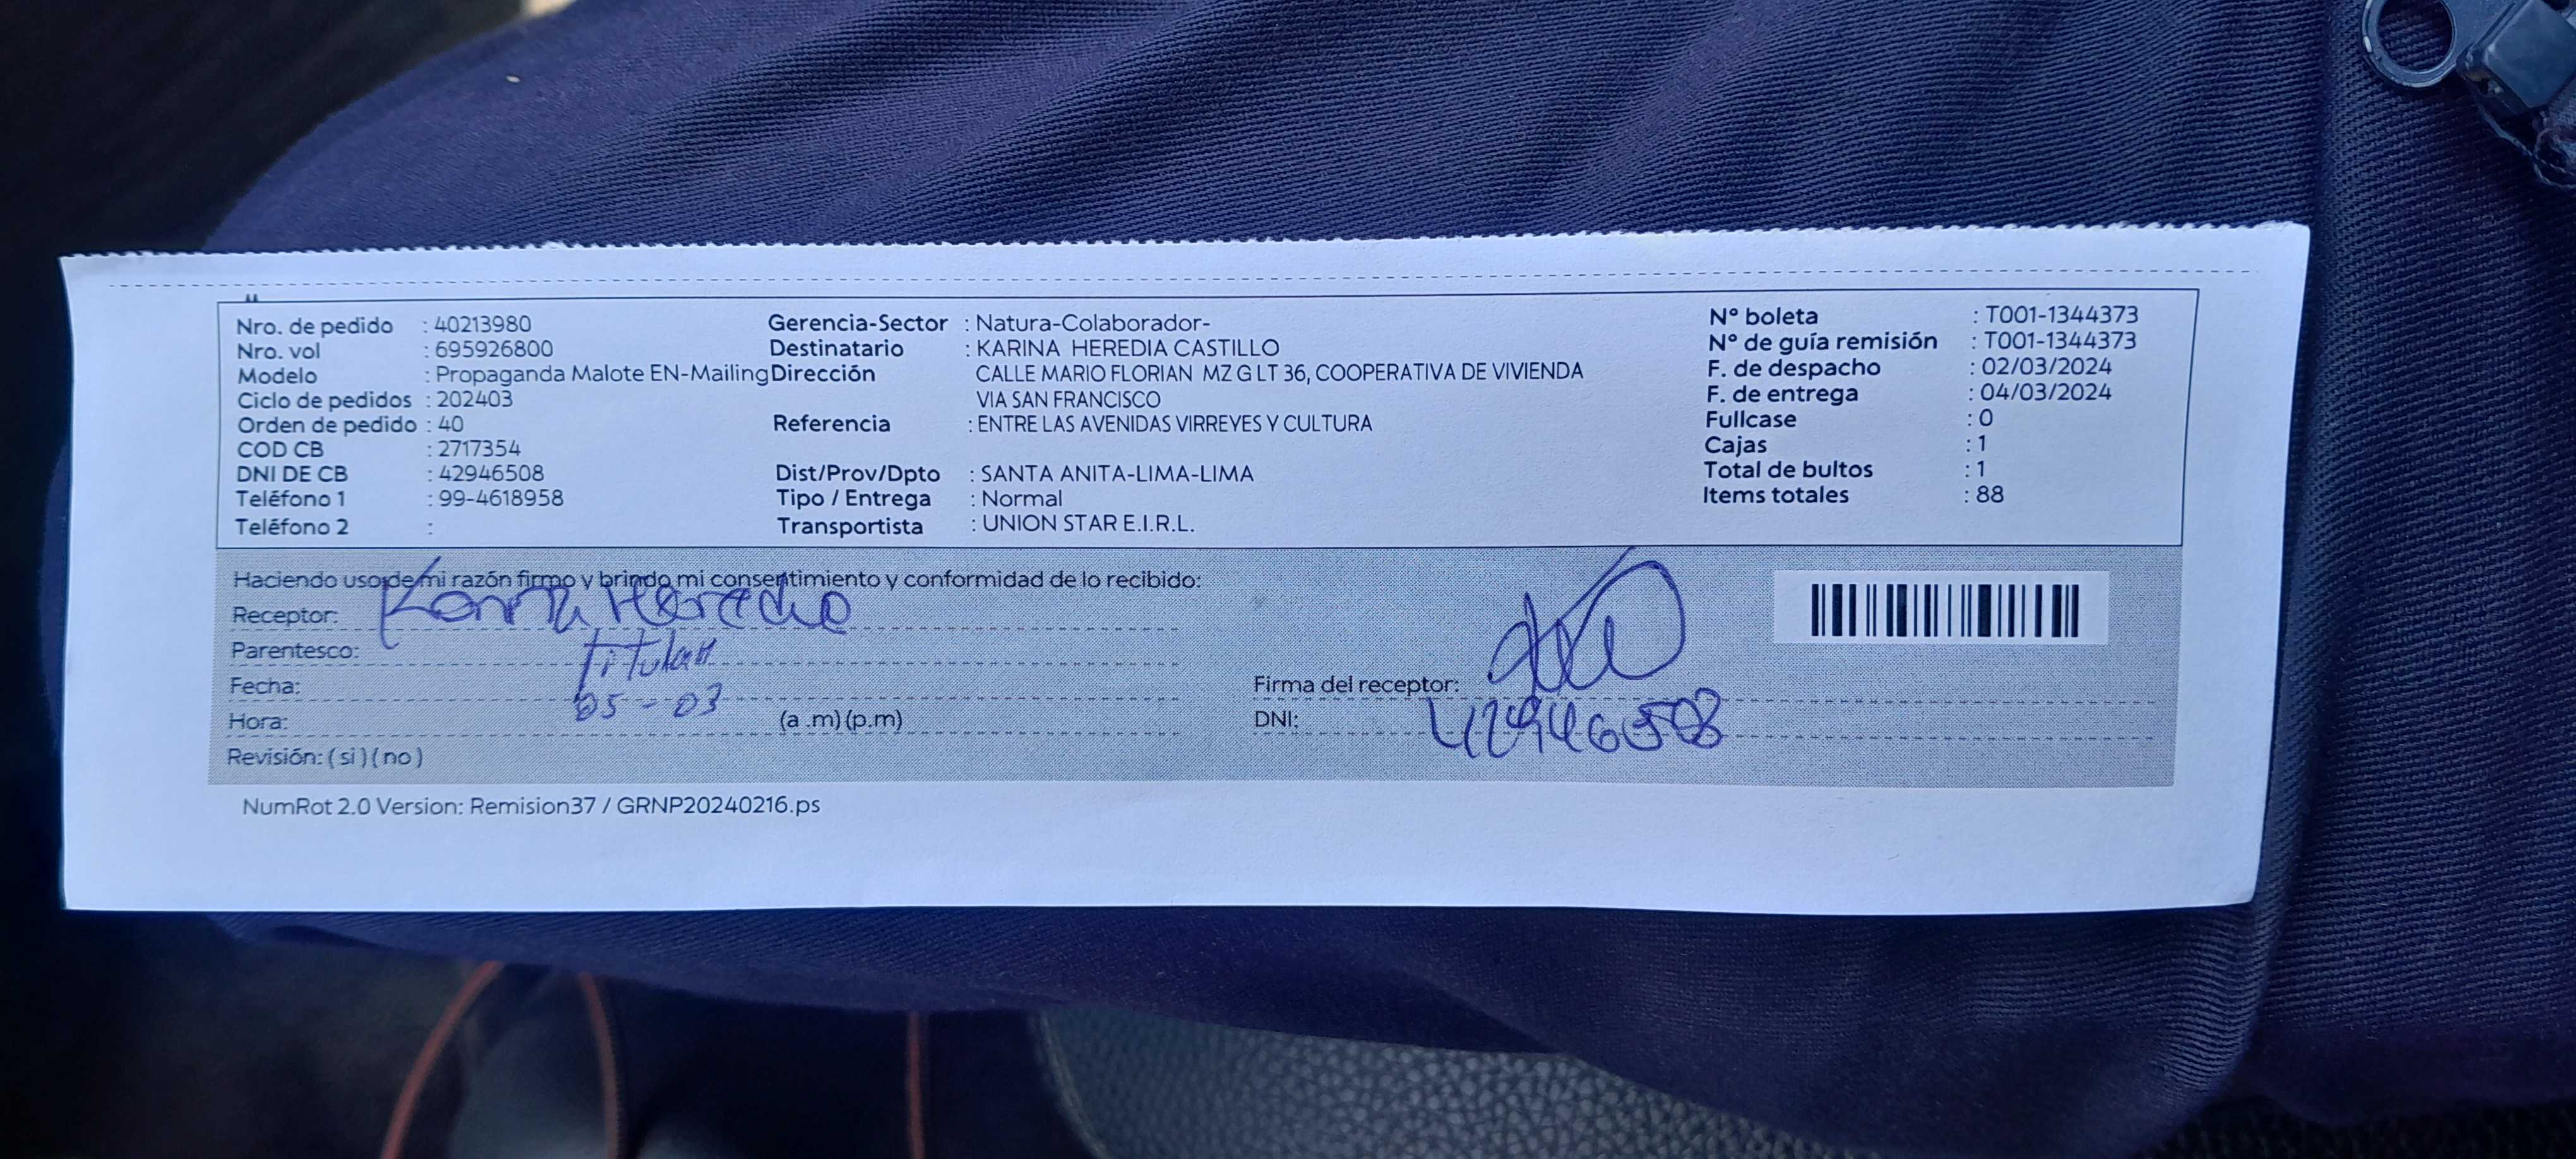 Nro. de pedido : 40213980 Gerencia-Sector : Natura-Colaborador- N° boleta : T001-1344373
Nro. vol : 695926800 Destinatario : KARINA HEREDIA CASTILLO N° de guía remisión : T001-1344373
Modelo : Propaganda Malote EN-Mailing Dirección CALLE MARIO FLORIAN MZ G LT 36, COOPERATIVA DE VIVIENDA F. de despacho : 02/03/2024
Ciclo de pedidos : 202403 VIA SAN FRANCISCO F. de entrega : 04/03/2024
Orden de pedido : 40 Referencia : ENTRE LAS AVENIDAS VIRREYES Y CULTURA Fullcase : 0
COD CB : 2717354 Cajas : 1
DNI DE CB : 42946508 Dist/Prov/Dpto : SANTA ANITA-LIMA-LIMA Total de bultos : 1
Teléfono 1 : 99-4618958 Tipo / Entrega : Normal Items totales : 88
Teléfono 2 : Transportista : UNION STAR E.I.R.L.
Haciendo uso de mi razón firmo y brindo mi consentimiento y conformidad de lo recibido:
Receptor: Karina Heredia
Parentesco: Titular
Fecha: 05-03 Firma del receptor:
Hora: (a .m) (p.m) DNI: 42946508
Revisión: ( si ) ( no )
NumRot 2.0 Version: Remision37 / GRNP20240216.ps